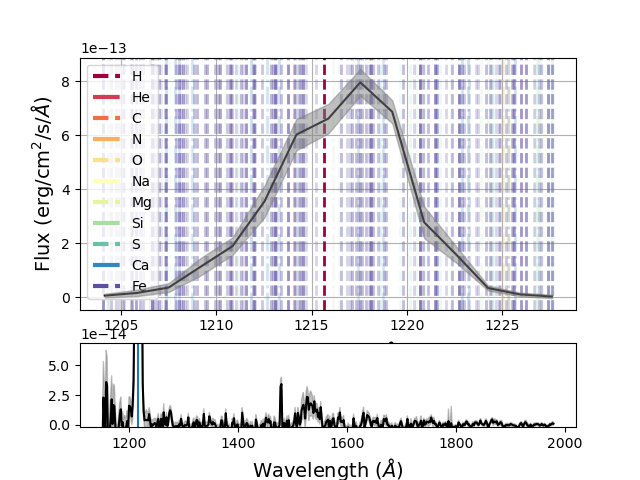 1e−13
Flux (erg/cm²/s/Å)
8
6
4
2
0
H
He
C
N
O
Na
Mg
Si
S
Ca
Fe
1205 1210 1215 1220 1225
1e−14
5.0
2.5
0.0
1200 1400 1600 1800 2000
Wavelength (Å)